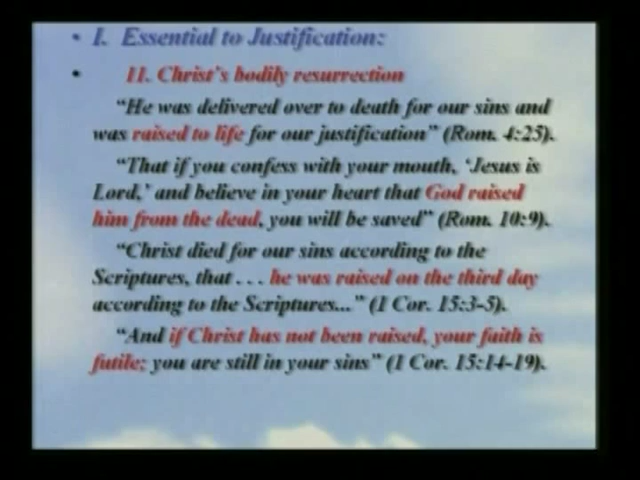 • I. Essential to Justification:
• 11. Christ's bodily resurrection
"He was delivered over to death for our sins and
was raised to life for our justification" (Rom. 4:25).
"That if you confess with your mouth, 'Jesus is
Lord,' and believe in your heart that God raised
him from the dead, you will be saved" (Rom. 10:9).
"Christ died for our sins according to the
Scriptures, that . . . he was raised on the third day
according to the Scriptures..." (1 Cor. 15:3-5).
"And if Christ has not been raised, your faith is
futile; you are still in your sins" (1 Cor. 15:14-19).